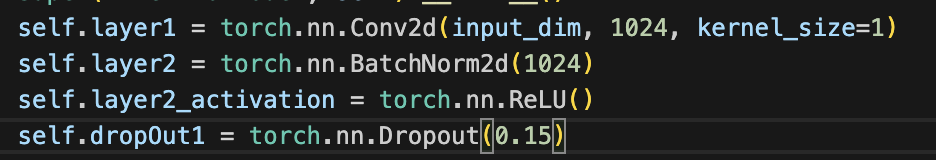 self.layer1 = torch.nn.Conv2d(input_dim, 1024, kernel_size=1)
self.layer2 = torch.nn.BatchNorm2d(1024)
self.layer2_activation = torch.nn.ReLU()
self.dropOut1 = torch.nn.Dropout(0.15)